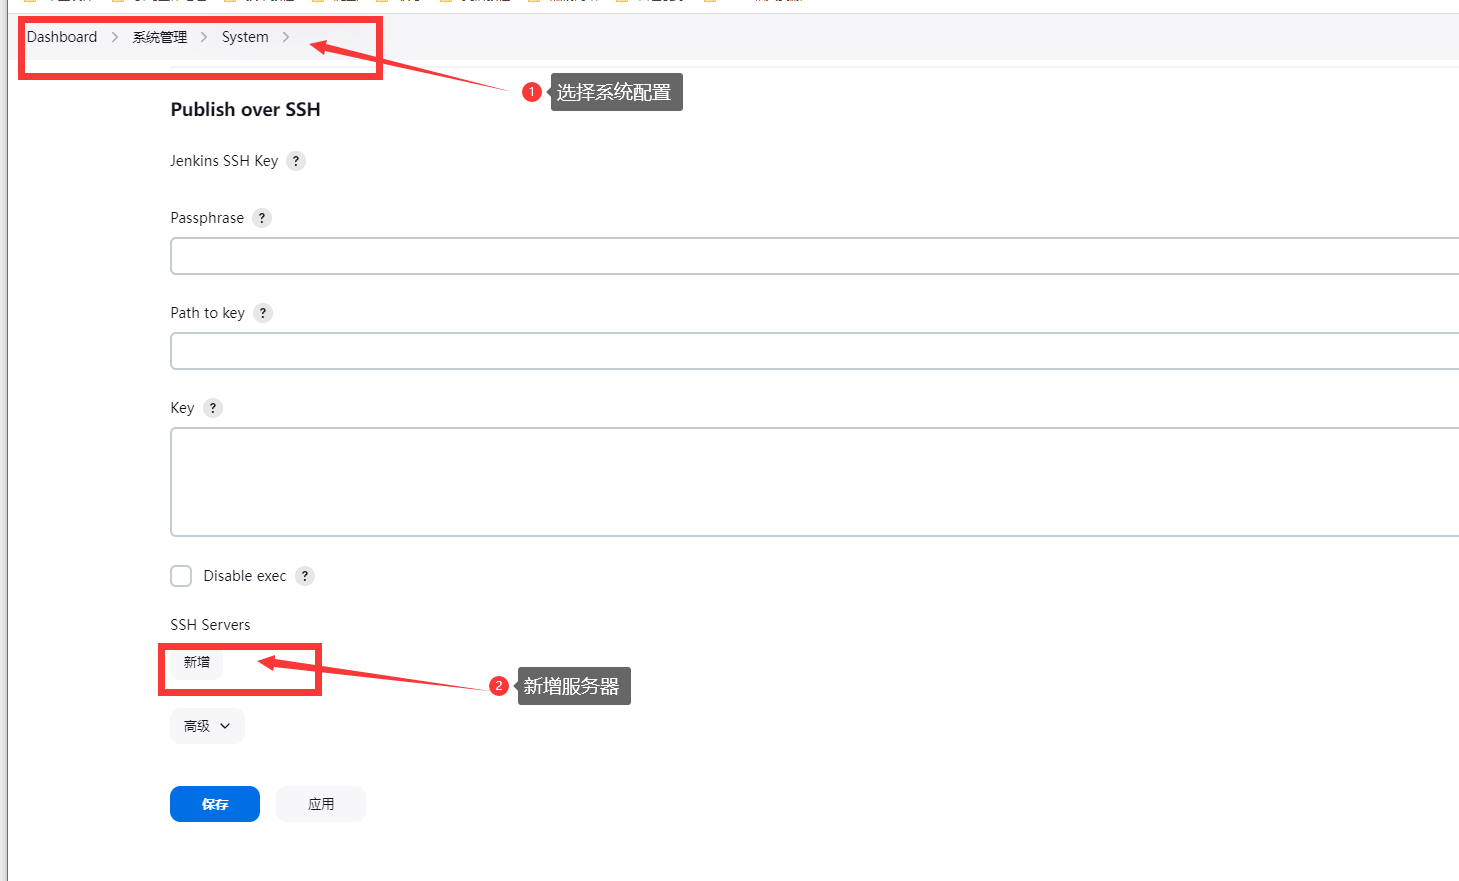 Dashboard > 系统管理 > System >
1 选择系统配置
Publish over SSH
Jenkins SSH Key ?
Passphrase ?
Path to key ?
Key ?
Disable exec ?
SSH Servers
新增
2 新增服务器
高级
保存 应用